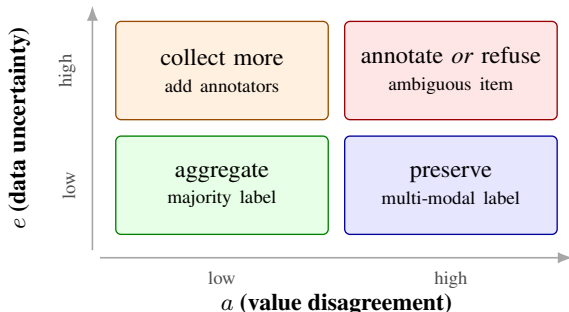 e (data uncertainty)
high
low
collect more
add annotators
annotate or refuse
ambiguous item
aggregate
majority label
preserve
multi-modal label
low
high
a (value disagreement)